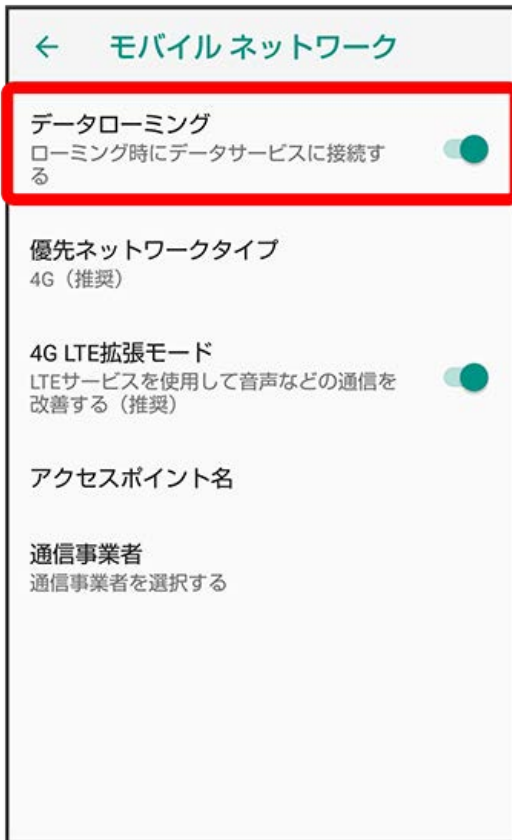 モバイル ネットワーク
データローミング
ローミング時にデータサービスに接続す
る
優先ネットワークタイプ
4G（推奨）
4G LTE拡張モード
LTEサービスを使用して音声などの通信を
改善する（推奨）
アクセスポイント名
通信事業者
通信事業者を選択する